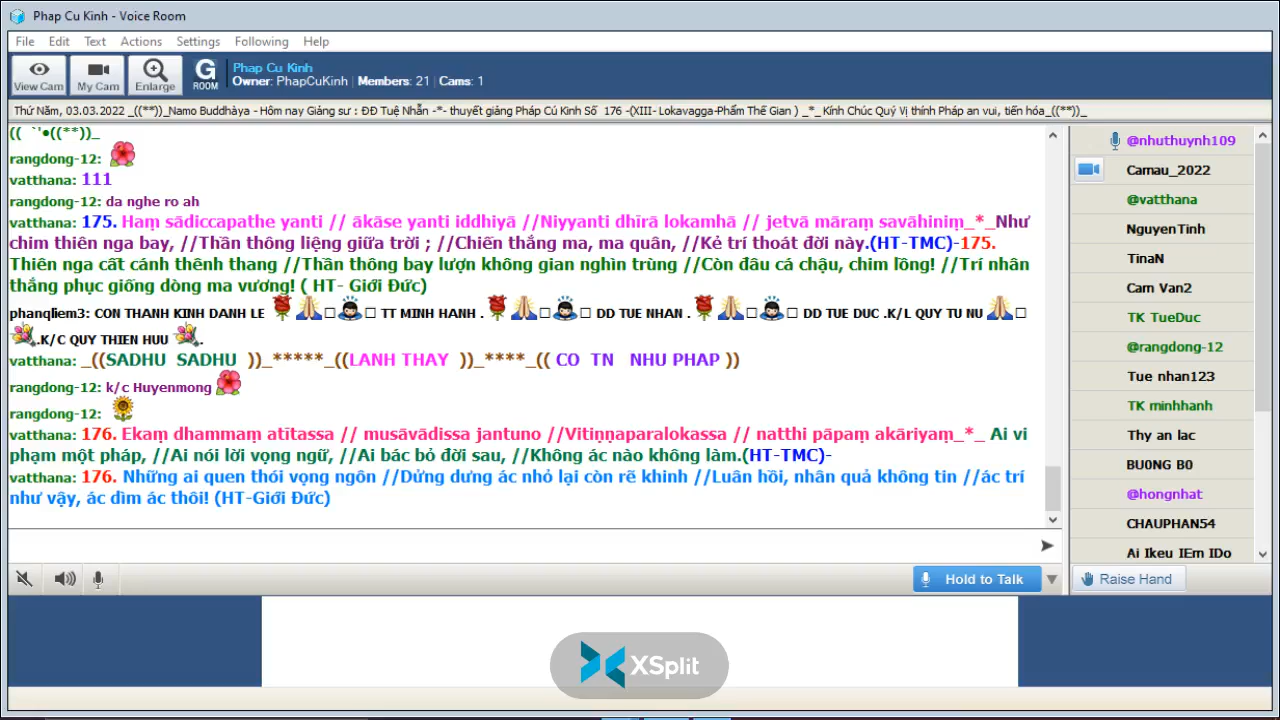 Phap Cu Kinh - Voice Room
File Edit Text Actions Settings Following Help
View Cam My Cam Enlarge G ROOM Phap Cu Kinh
Owner: PhapCuKinh | Members: 21 | Cams: 1
Thứ Năm, 03.03.2022 _((**))_Namo Buddhàya - Hôm nay Giảng sư : ĐĐ Tuệ Nhẫn -*- thuyết giảng Pháp Cú Kinh Số 176 -(XIII- Lokavagga-Phẩm Thế Gian ) _*_ Kính Chúc Quý Vị thính Pháp an vui, tiến hóa_((**))_
(( `'•((**))_
rangdong-12:
vatthana: 111
rangdong-12: da nghe ro ah
vatthana: 175. Haṃ sādiccapathe yanti // ākāse yanti iddhiyā //Niyyanti dhīrā lokamhā // jetvā māraṃ savāhiniṃ_*_Như
chim thiên nga bay, //Thần thông liệng giữa trời ; //Chiến thắng ma, ma quân, //Kẻ trí thoát đời này.(HT-TMC)-175.
Thiên nga cất cánh thênh thang //Thần thông bay lượn không gian nghìn trùng //Còn đâu cá chậu, chim lồng! //Trí nhân
thắng phục giống dòng ma vương! ( HT- Giới Đức)
phanqliem3: CON THANH KINH DANH LE TT MINH HANH . DD TUE NHAN . DD TUE DUC .K/L QUY TU NU
.K/C QUY THIEN HUU .
vatthana: _((SADHU SADHU ))_*****_((LANH THAY ))_****_(( CO TN NHU PHAP ))
rangdong-12: k/c Huyenmong
rangdong-12:
vatthana: 176. Ekaṃ dhammaṃ atītassa // musāvādissa jantuno //Vitiṇṇaparalokassa // natthi pāpaṃ akāriyaṃ_*_ Ai vi
phạm một pháp, //Ai nói lời vọng ngữ, //Ai bác bỏ đời sau, //Không ác nào không làm.(HT-TMC)-
vatthana: 176. Những ai quen thói vọng ngôn //Dửng dưng ác nhỏ lại còn rẽ khinh //Luân hồi, nhân quả không tin //ác trí
như vậy, ác dìm ác thôi! (HT-Giới Đức)
@nhuthuynh109
Camau_2022
@vatthana
NguyenTinh
TinaN
Cam Van2
TK TueDuc
@rangdong-12
Tue nhan123
TK minhhanh
Thy an lac
BU0NG B0
@hongnhat
CHAUPHAN54
Ai lkeu IEm IDo
Hold to Talk
Raise Hand
XSplit